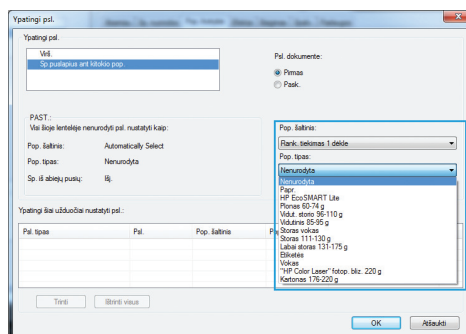 Ypatingi psl.
Ypatingi psl.
Virš.
Sp puslapius ant kitokio pop
Psl. dokumente:
Pirmas
Pask.
PAST.:
Visi šioje lentelėje nenurodyti psl. nustatyti kaip:
Pop. šaltinis: Automatically Select
Pop. tipas: Nenurodyta
Sp. iš abiejų pusų: Išj.
Pop. šaltinis:
Rank. tiekimas 1 dėkle
Pop. tipas:
Nenurodyta
Nenurodyta
Papr.
HP EcoSMART Lite
Plonas 60-74 g
Vidut. storo 96-110 g
Vidutinis 85-95 g
Storas vokas
Storas 111-130 g
Labai storas 131-175 g
Etiketės
Vokas
"HP Color Laser" fotop. bliz. 220 g
Kartonas 176-220 g
Ypatingi šiai užduočiai nustatyti psl.:
Psl. tipas Psl. Pop. šaltinis
Trinti Ištrinti visus
OK Atšaukti